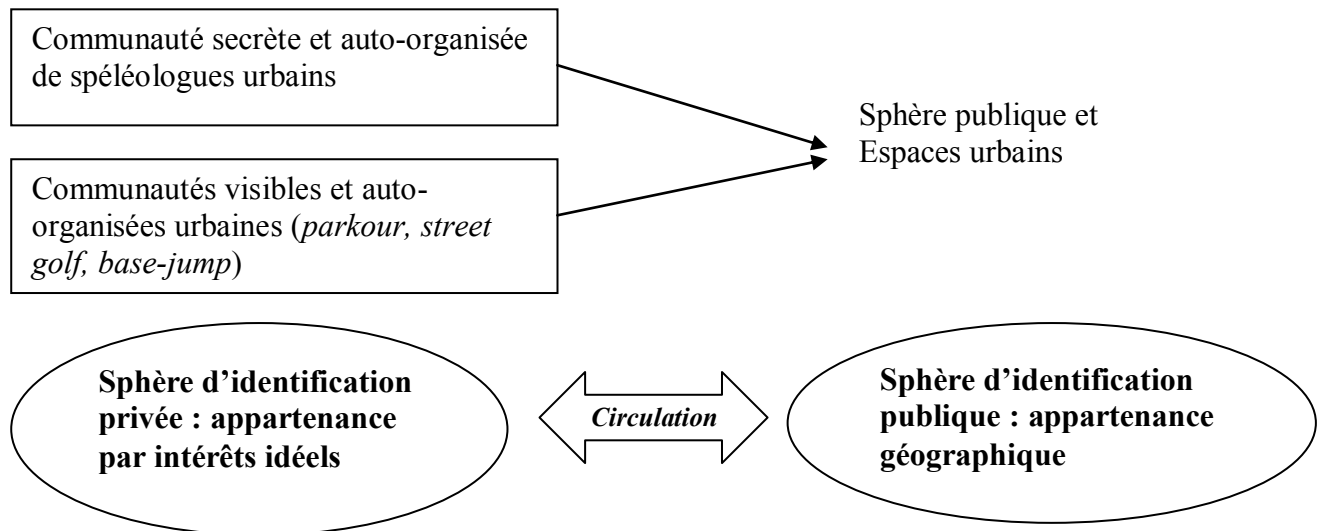 Communauté secrète et auto-organisée
de spéléologues urbains
Sphère publique et
Espaces urbains
Communautés visibles et auto-
organisées urbaines (parkour, street
golf, base-jump)
Sphère d’identification
privée : appartenance
par intérêts idéels
Circulation
Sphère d’identification
publique : appartenance
géographique